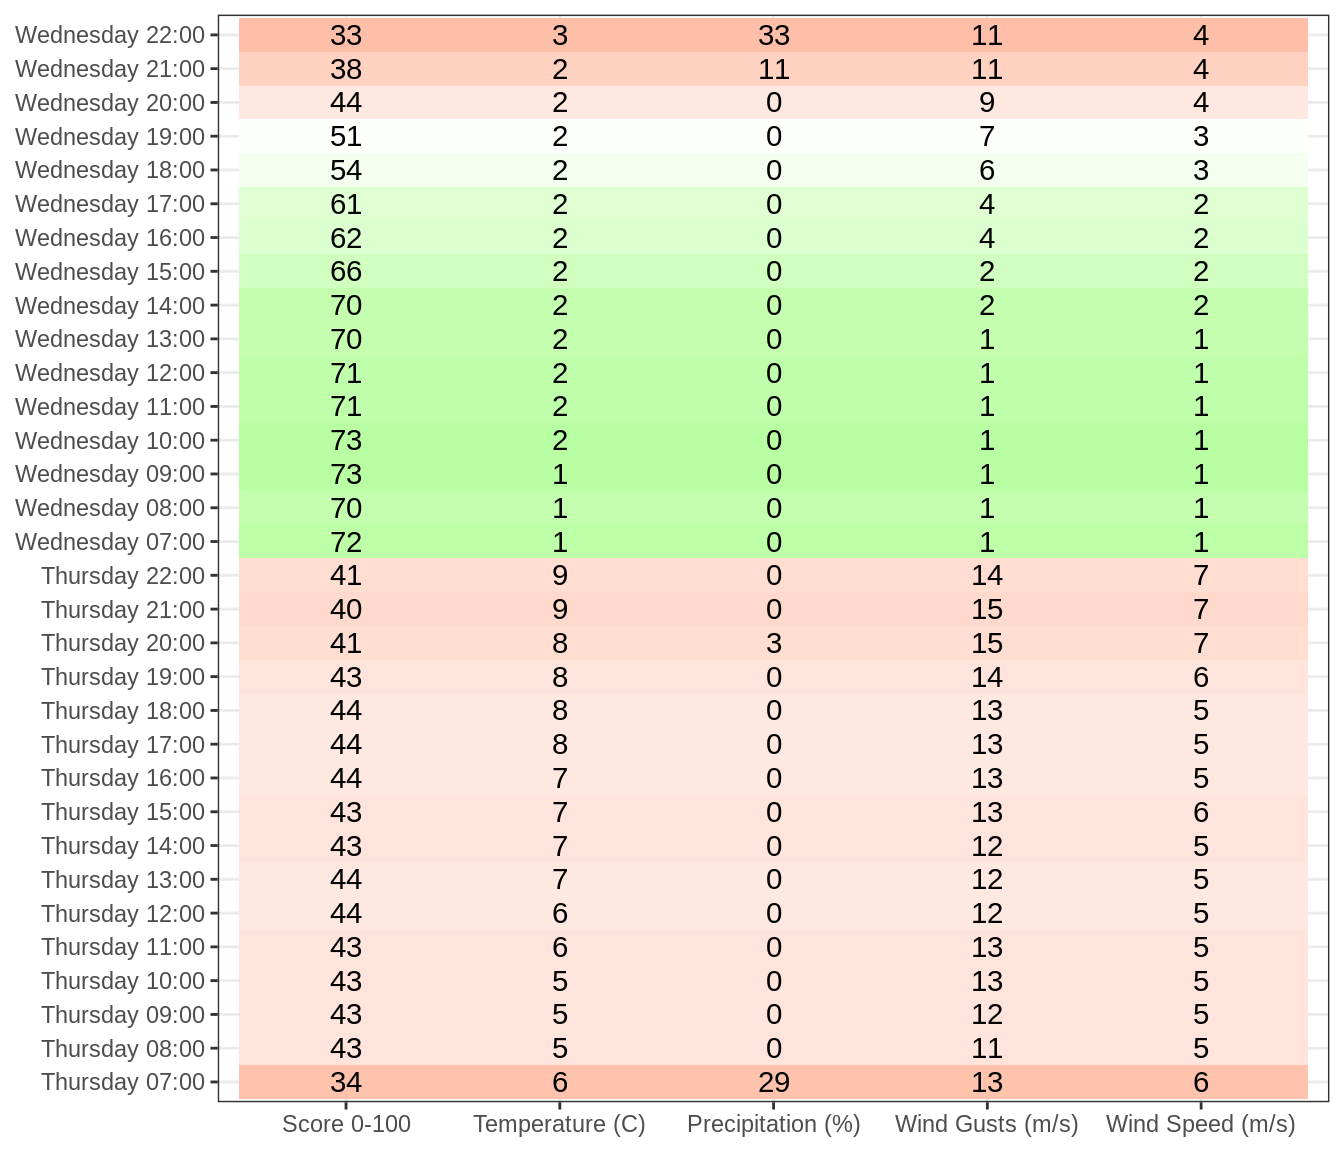 Wednesday 22:00 33 3 33 11 4
Wednesday 21:00 38 2 11 11 4
Wednesday 20:00 44 2 0 9 4
Wednesday 19:00 51 2 0 7 3
Wednesday 18:00 54 2 0 6 3
Wednesday 17:00 61 2 0 4 2
Wednesday 16:00 62 2 0 4 2
Wednesday 15:00 66 2 0 2 2
Wednesday 14:00 70 2 0 2 2
Wednesday 13:00 70 2 0 1 1
Wednesday 12:00 71 2 0 1 1
Wednesday 11:00 71 2 0 1 1
Wednesday 10:00 73 2 0 1 1
Wednesday 09:00 73 1 0 1 1
Wednesday 08:00 70 1 0 1 1
Wednesday 07:00 72 1 0 1 1
Thursday 22:00 41 9 0 14 7
Thursday 21:00 40 9 0 15 7
Thursday 20:00 41 8 3 15 7
Thursday 19:00 43 8 0 14 6
Thursday 18:00 44 8 0 13 5
Thursday 17:00 44 8 0 13 5
Thursday 16:00 44 7 0 13 5
Thursday 15:00 43 7 0 13 6
Thursday 14:00 43 7 0 12 5
Thursday 13:00 44 7 0 12 5
Thursday 12:00 44 6 0 12 5
Thursday 11:00 43 6 0 13 5
Thursday 10:00 43 5 0 13 5
Thursday 09:00 43 5 0 12 5
Thursday 08:00 43 5 0 11 5
Thursday 07:00 34 6 29 13 6
Score 0-100 Temperature (C) Precipitation (%) Wind Gusts (m/s) Wind Speed (m/s)